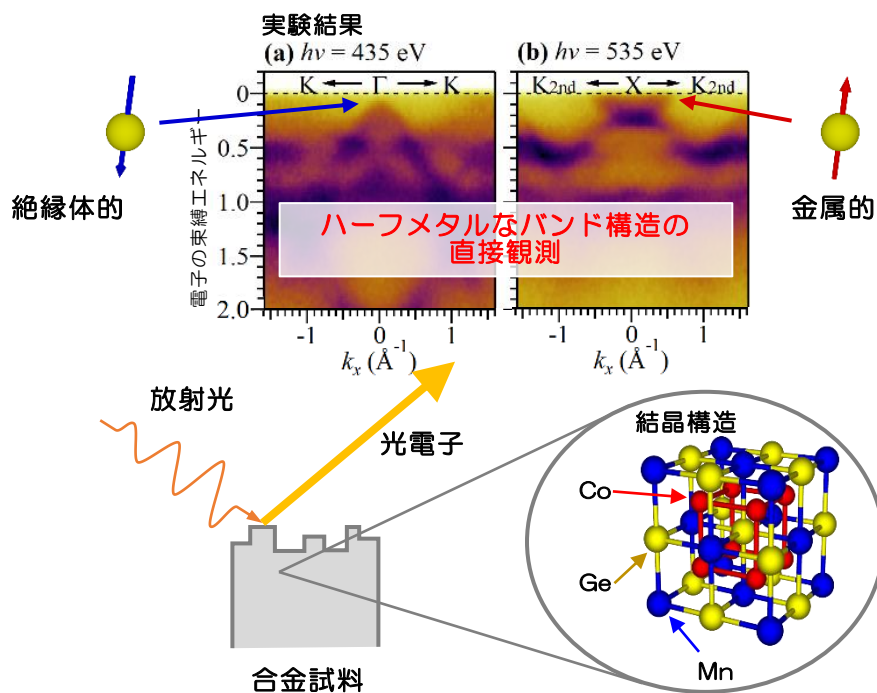 実験結果
(a) hν = 435 eV
(b) hν = 535 eV
K ← Γ → K
K2nd ← X → K2nd
0
0.5
1.0
1.5
2.0
電子の束縛エネルギー
絶縁体的
金属的
ハーフメタルなバンド構造の
直接観測
-1 0 1
-1 0 1
kx (Å-1)
kx (Å-1)
放射光
光電子
結晶構造
Co
Ge
Mn
合金試料